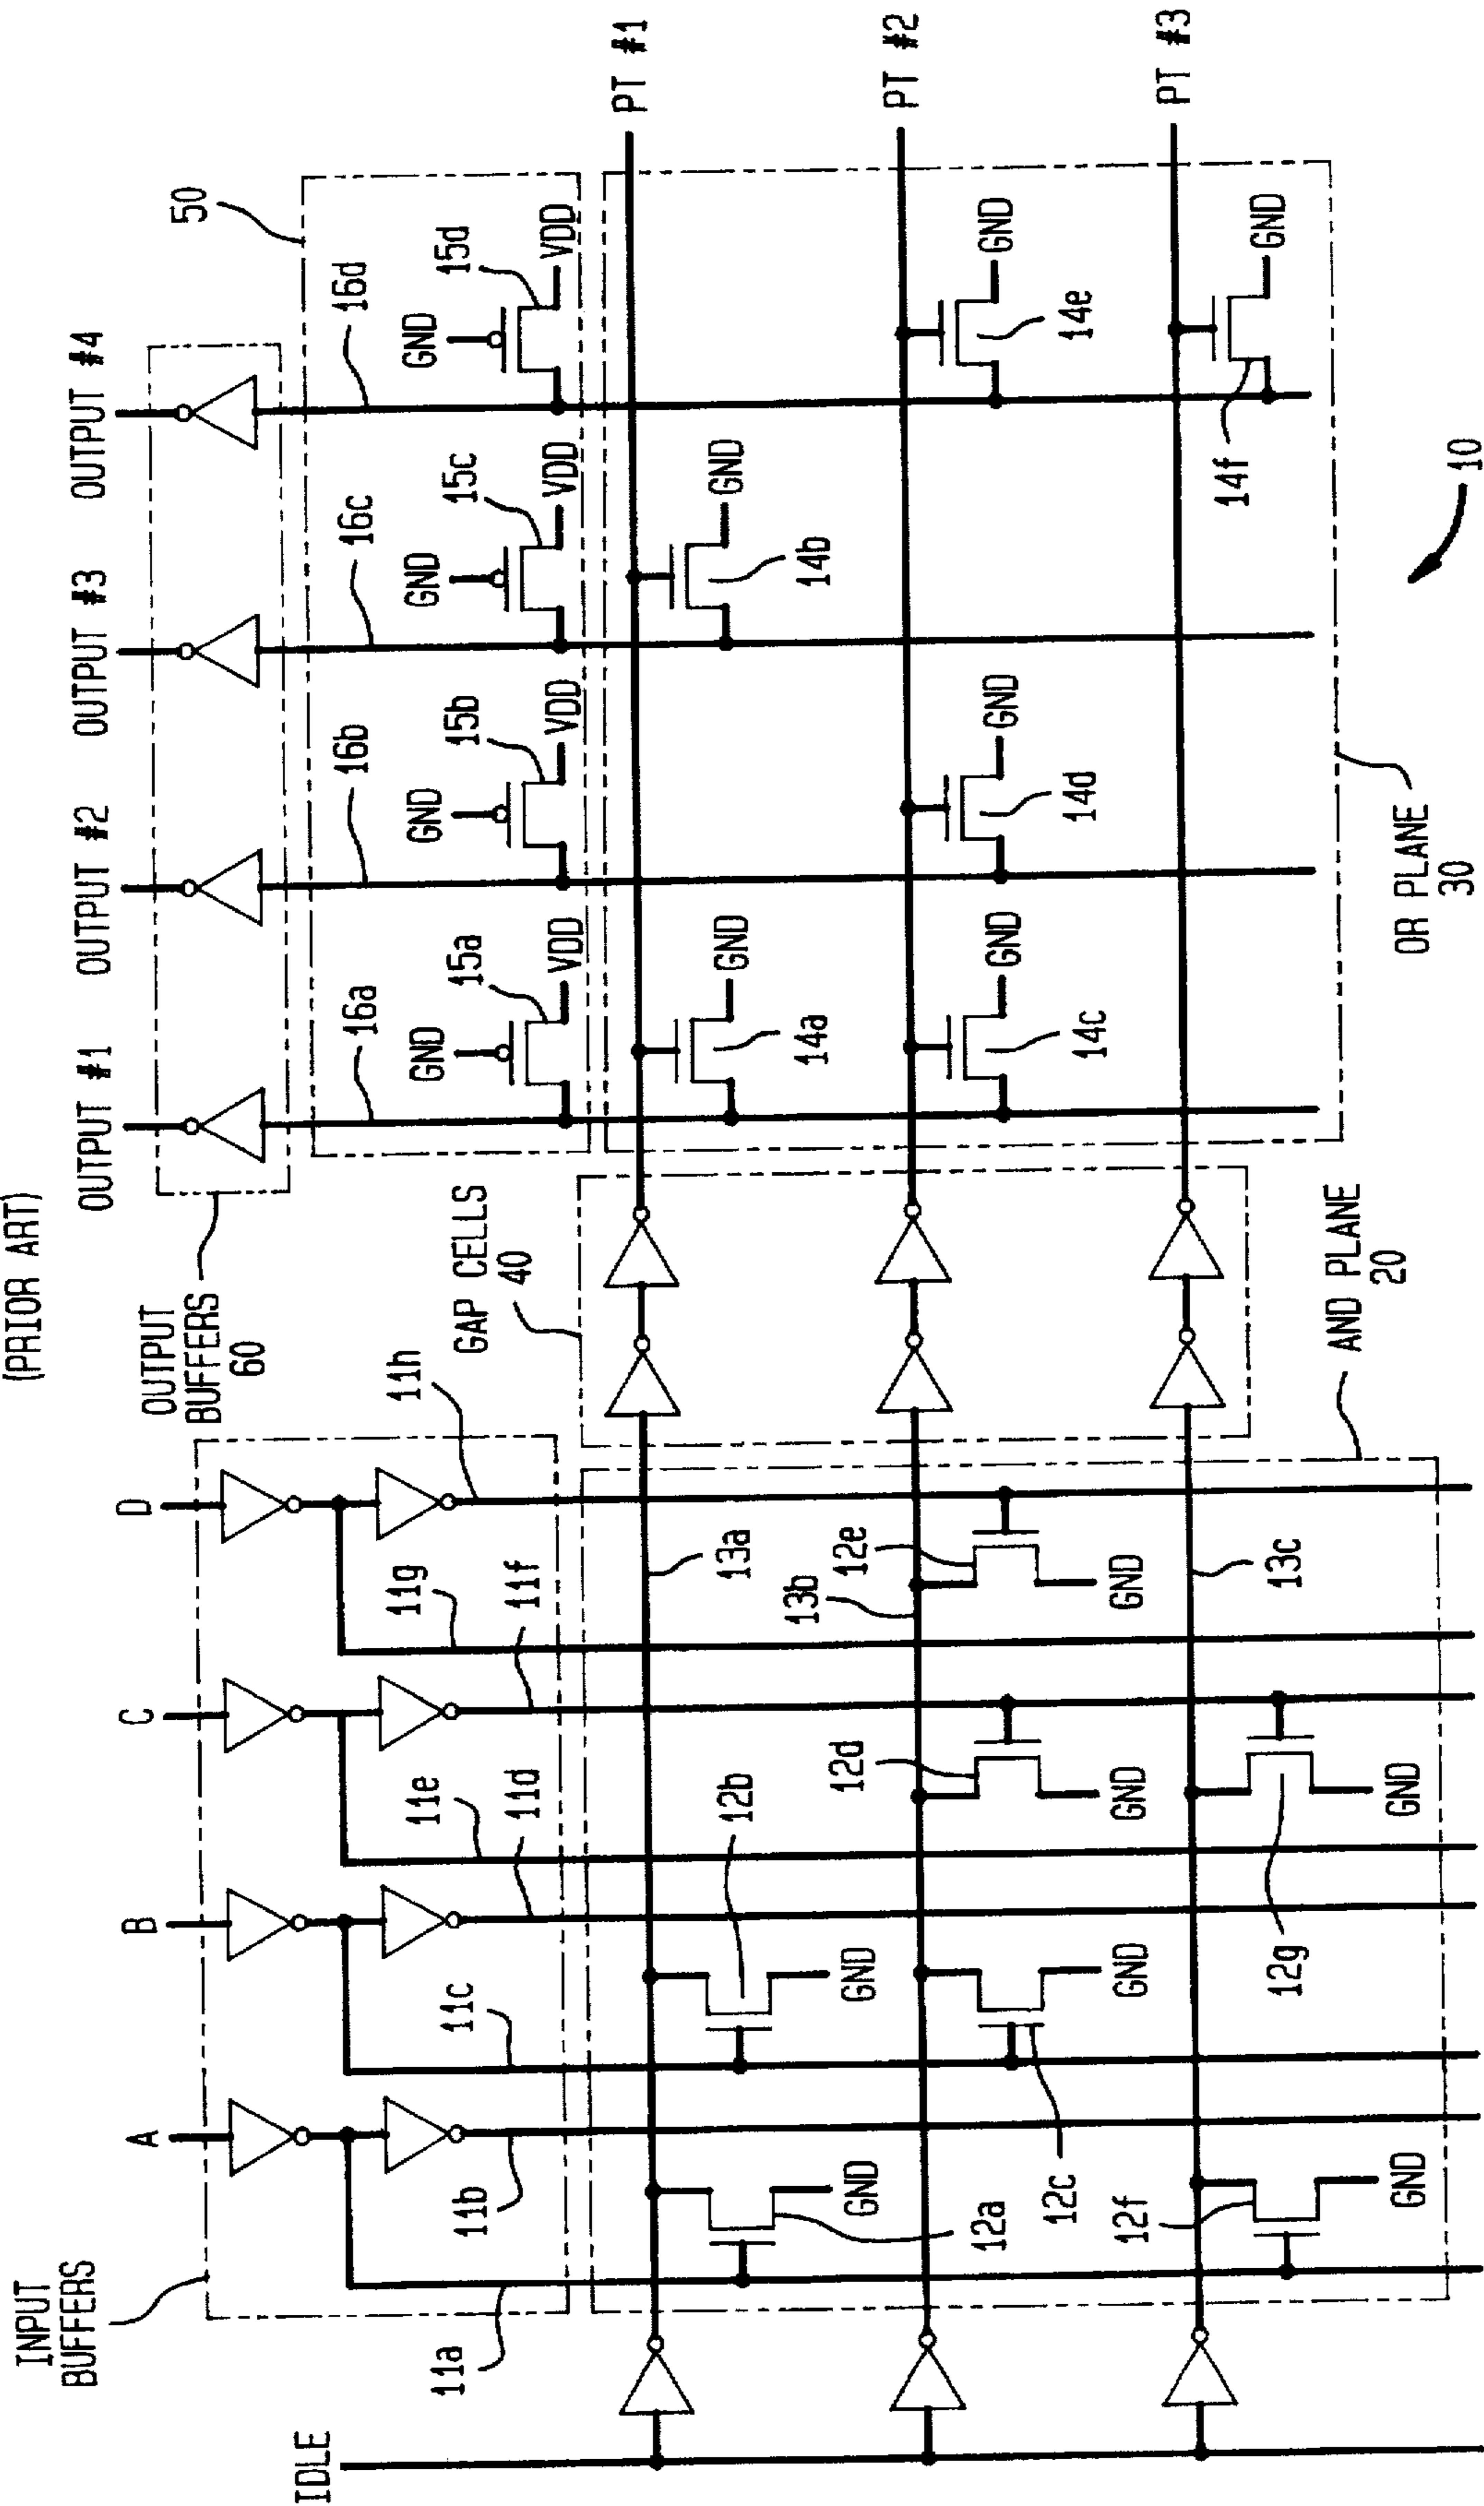 (PRIOR ART)
INPUT
BUFFERS
A
B
C
D
OUTPUT
BUFFERS
60
OUTPUT #1
OUTPUT #2
OUTPUT #3
OUTPUT #4
50
IDLE
11a
11b
11c
11d
11e
11f
11g
11h
GAP CELLS
40
16a
16b
16c
16d
GND
GND
GND
GND
15a
15b
15c
15d
VDD
VDD
VDD
VDD
PT #1
13a
12a
GND
12b
GND
14a
GND
14b
GND
PT #2
13b
12c
GND
12d
GND
12e
GND
14c
GND
14d
GND
14e
GND
PT #3
13c
12f
GND
12g
GND
14f
GND
AND PLANE
20
OR PLANE
30
10